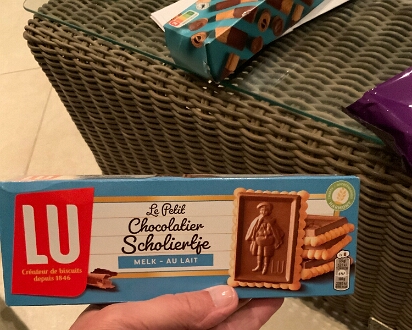 LU
Créateur de biscuits
depuis 1846
Le Petit
Chocolatier
Scholiertje
MELK - AU LAIT